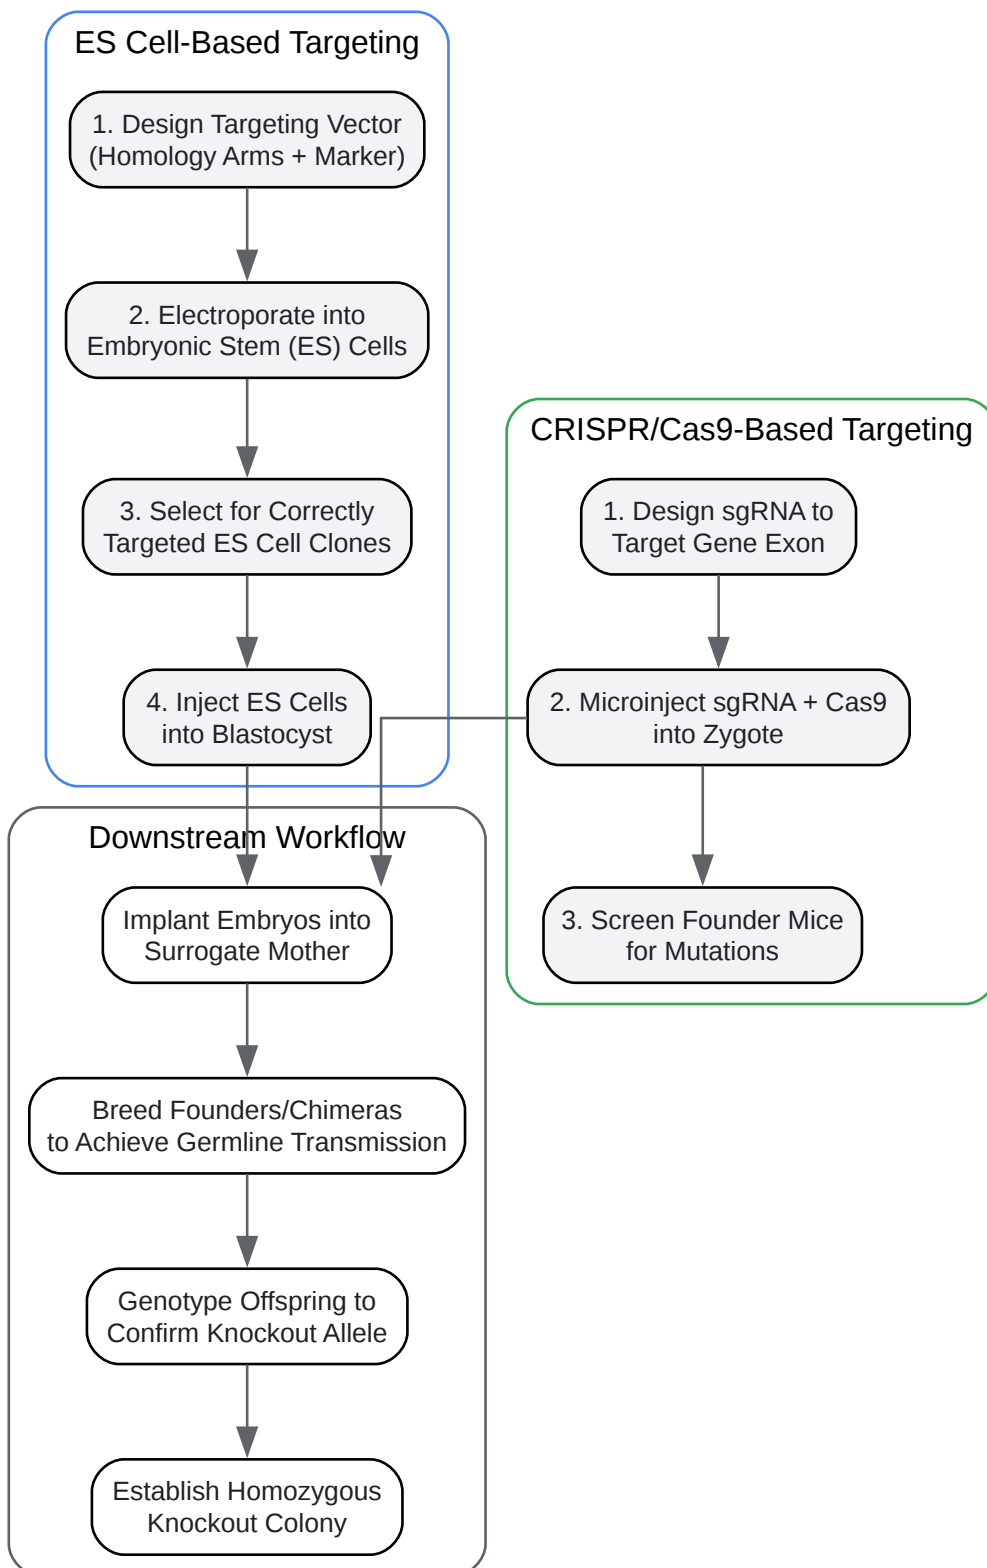 ES Cell-Based Targeting
1. Design Targeting Vector
(Homology Arms + Marker)
2. Electroporate into
Embryonic Stem (ES) Cells
3. Select for Correctly
Targeted ES Cell Clones
4. Inject ES Cells
into Blastocyst
CRISPR/Cas9-Based Targeting
1. Design sgRNA to
Target Gene Exon
2. Microinject sgRNA + Cas9
into Zygote
3. Screen Founder Mice
for Mutations
Downstream Workflow
Implant Embryos into
Surrogate Mother
Breed Founders/Chimeras
to Achieve Germline Transmission
Genotype Offspring to
Confirm Knockout Allele
Establish Homozygous
Knockout Colony